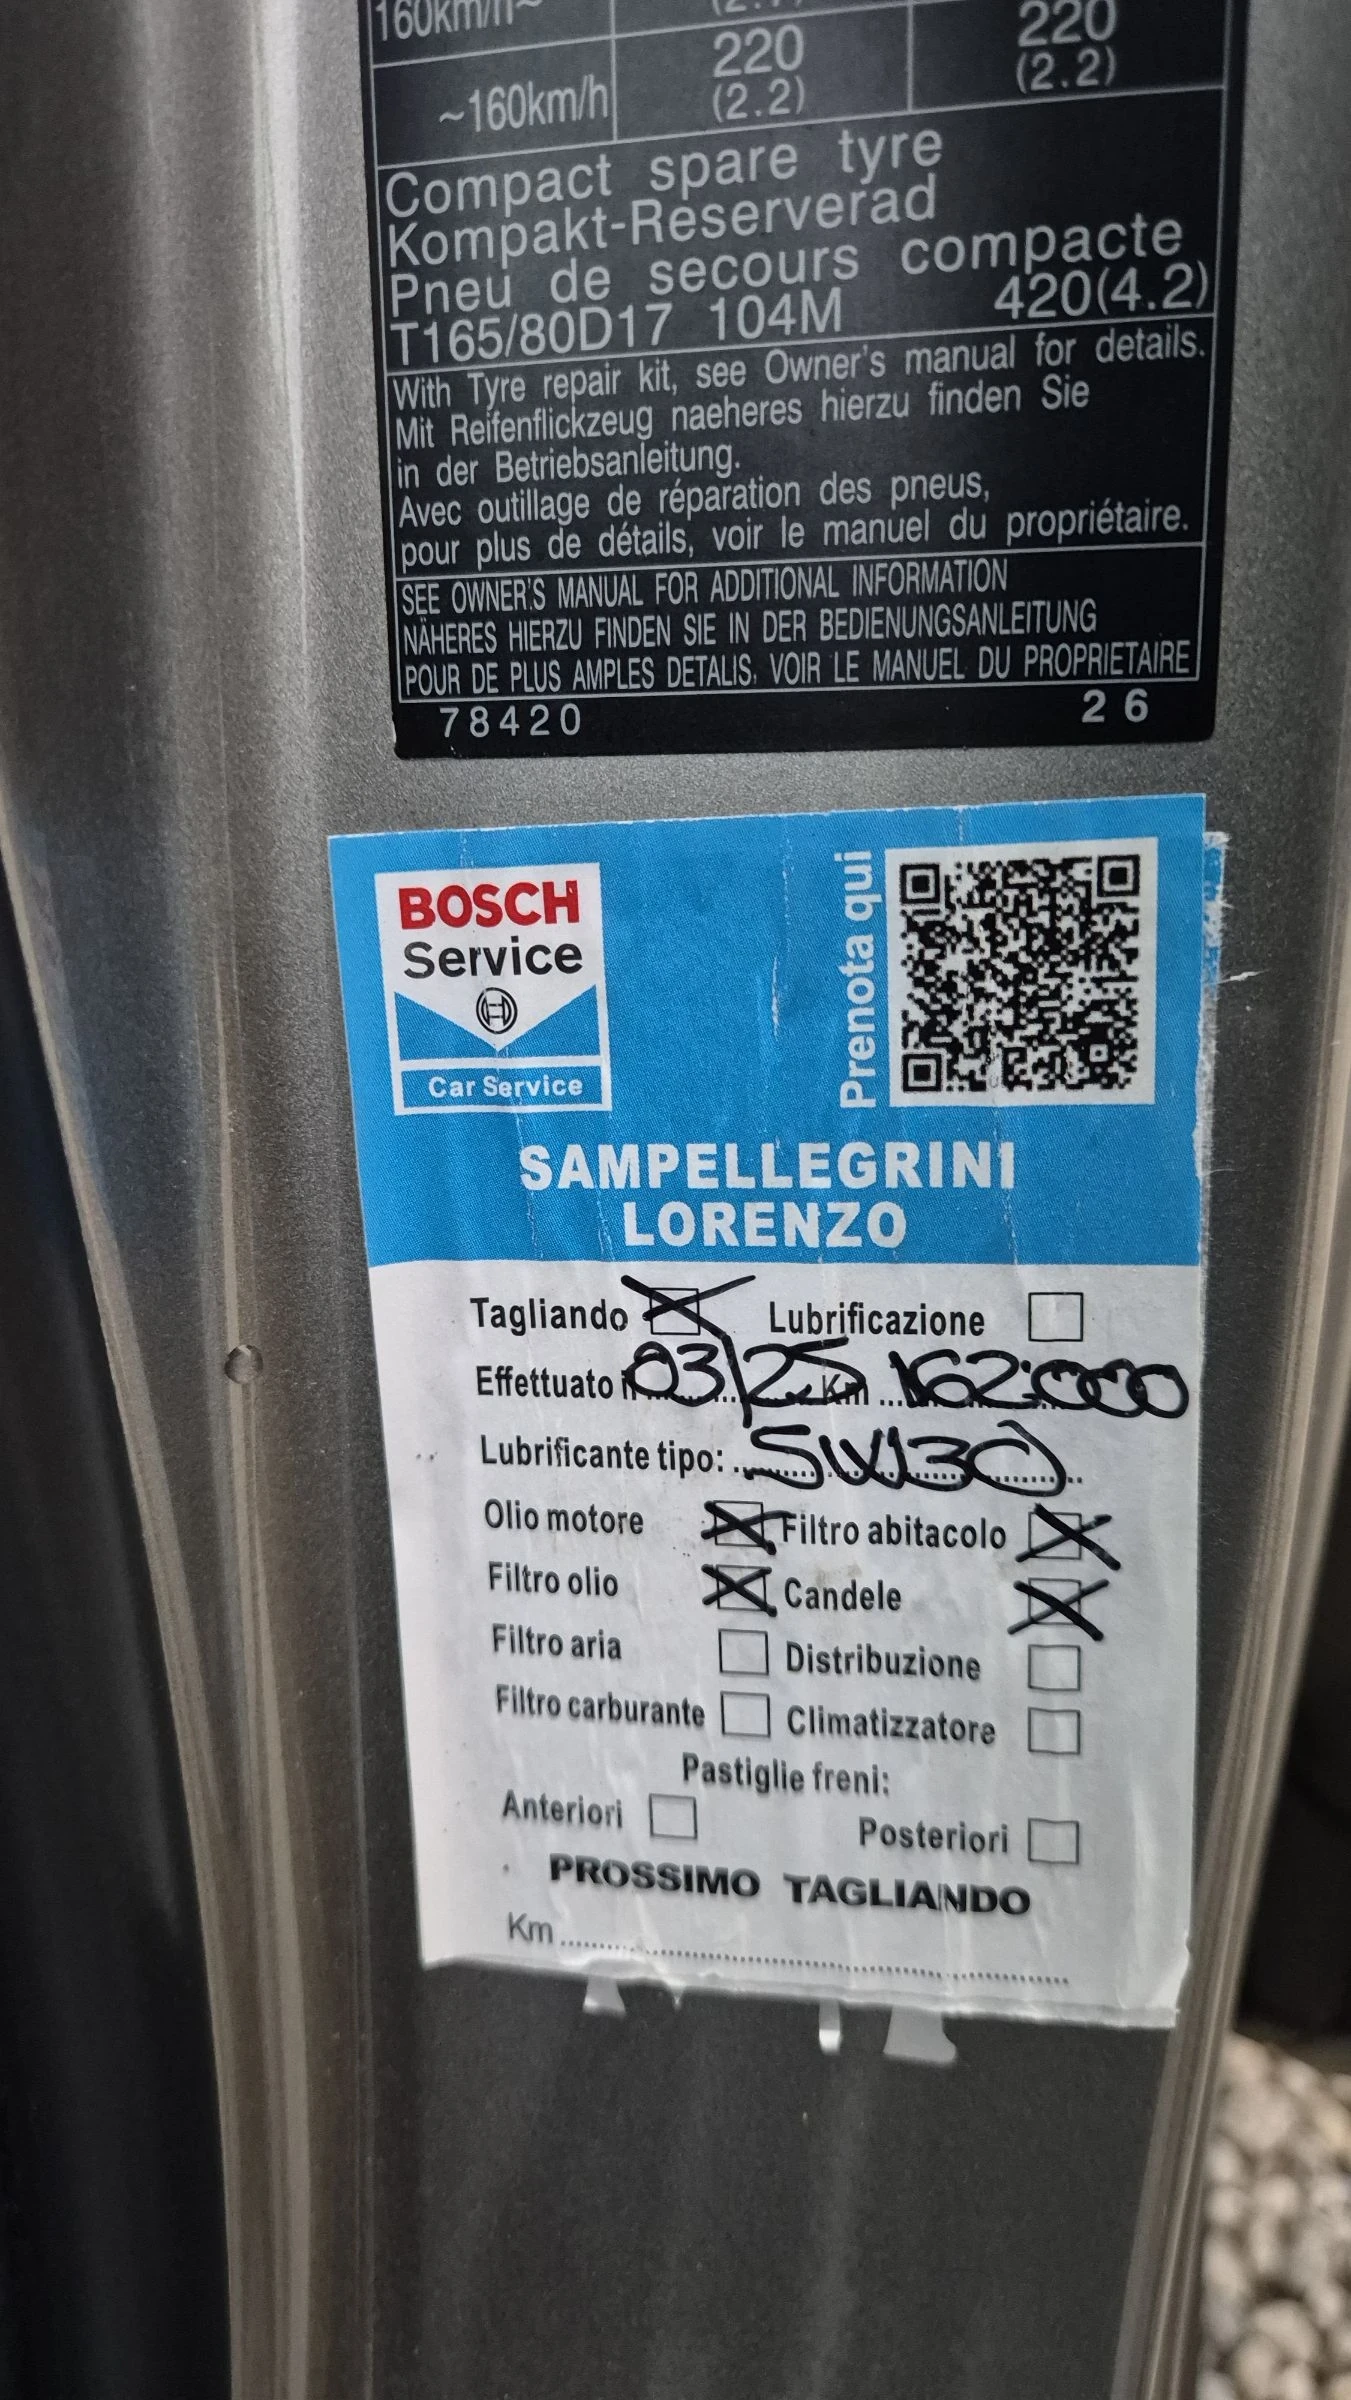 160km/h~
220 220
~160km/h (2.2) (2.2)
Compact spare tyre
Kompakt-Reserverad
Pneu de secours compacte
T165/80D17 104M 420(4.2)
With Tyre repair kit, see Owner's manual for details.
Mit Reifenflickzeug naeheres hierzu finden Sie
in der Betriebsanleitung.
Avec outillage de réparation des pneus,
pour plus de détails, voir le manuel du propriétaire.
SEE OWNER'S MANUAL FOR ADDITIONAL INFORMATION
NÄHERES HIERZU FINDEN SIE IN DER BEDIENUNGSANLEITUNG
POUR DE PLUS AMPLES DETALIS. VOIR LE MANUEL DU PROPRIETAIRE
78420 26
BOSCH
Service
Car Service
Prenota qui
SAMPELLEGRINI
LORENZO
Tagliando Lubrificazione
Effettuato il 03/25 Km 162.000
Lubrificante tipo: 5W30
Olio motore Filtro abitacolo
Filtro olio Candele
Filtro aria Distribuzione
Filtro carburante Climatizzatore
Pastiglie freni:
Anteriori Posteriori
PROSSIMO TAGLIANDO
Km